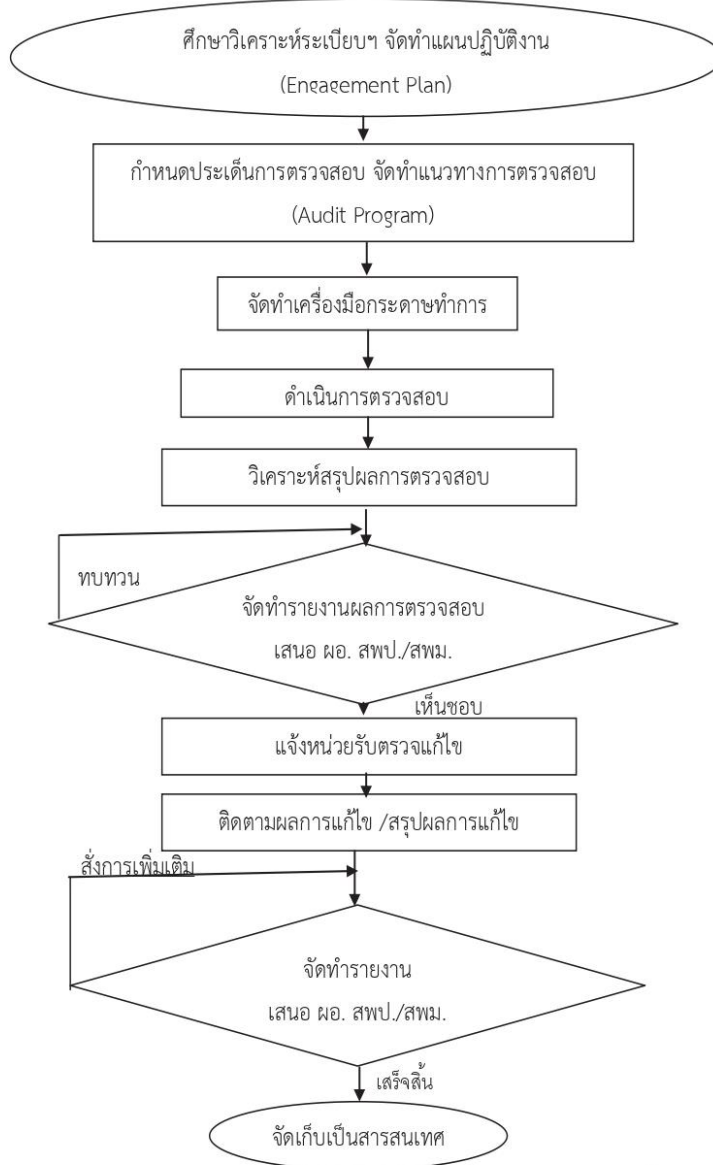 ศึกษาวิเคราะห์ระเบียบฯ จัดทำแผนปฏิบัติงาน
(Engagement Plan)
กำหนดประเด็นการตรวจสอบ จัดทำแนวทางการตรวจสอบ
(Audit Program)
จัดทำเครื่องมือกระดาษทำการ
ดำเนินการตรวจสอบ
วิเคราะห์สรุปผลการตรวจสอบ
ทบทวน
จัดทำรายงานผลการตรวจสอบ
เสนอ ผอ. สพป./สพม.
เห็นชอบ
แจ้งหน่วยรับตรวจแก้ไข
ติดตามผลการแก้ไข /สรุปผลการแก้ไข
สั่งการเพิ่มเติม
จัดทำรายงาน
เสนอ ผอ. สพป./สพม.
เสร็จสิ้น
จัดเก็บเป็นสารสนเทศ